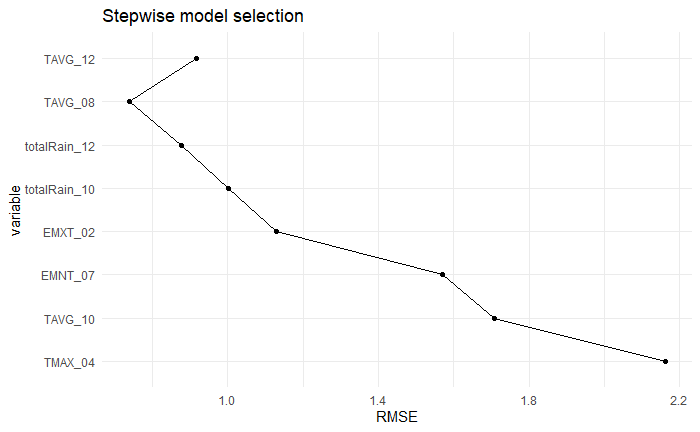 Stepwise model selection
TAVG_12
TAVG_08
totalRain_12
totalRain_10
EMXT_02
EMNT_07
TAVG_10
TMAX_04
variable
1.0 1.4 1.8 2.2
RMSE